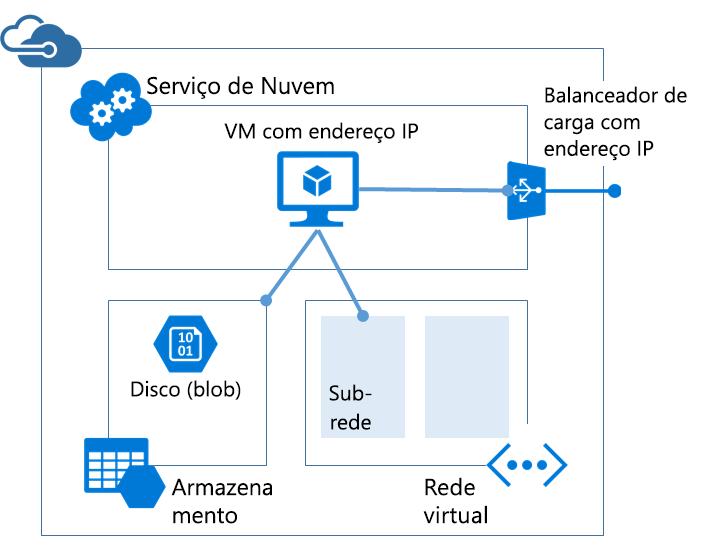 Serviço de Nuvem
Balanceador de
carga com
endereço IP
VM com endereço IP
10
01
Disco (blob)
Sub-
rede
Armazena
mento
Rede
virtual